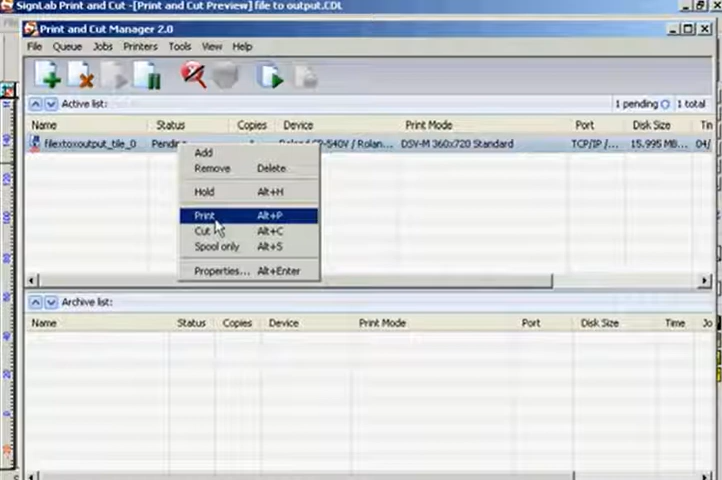 SignLab Print and Cut -[Print and Cut Preview] file to output.CDL
Print and Cut Manager 2.0
File Queue Jobs Printers Tools View Help
Active list: 1 pending 1 total
Name Status Copies Device Print Mode Port Disk Size
filextoxoutput_tile_0 DSV-M 360x720 Standard TCP/IP /... 15.995 MB... 04/
Add
Remove Delete
Hold Alt+H
Print Alt+P
Cut Alt+C
Spool only Alt+S
Properties... Alt+Enter
Archive list:
Name Status Copies Device Print Mode Port Disk Size Time Jo